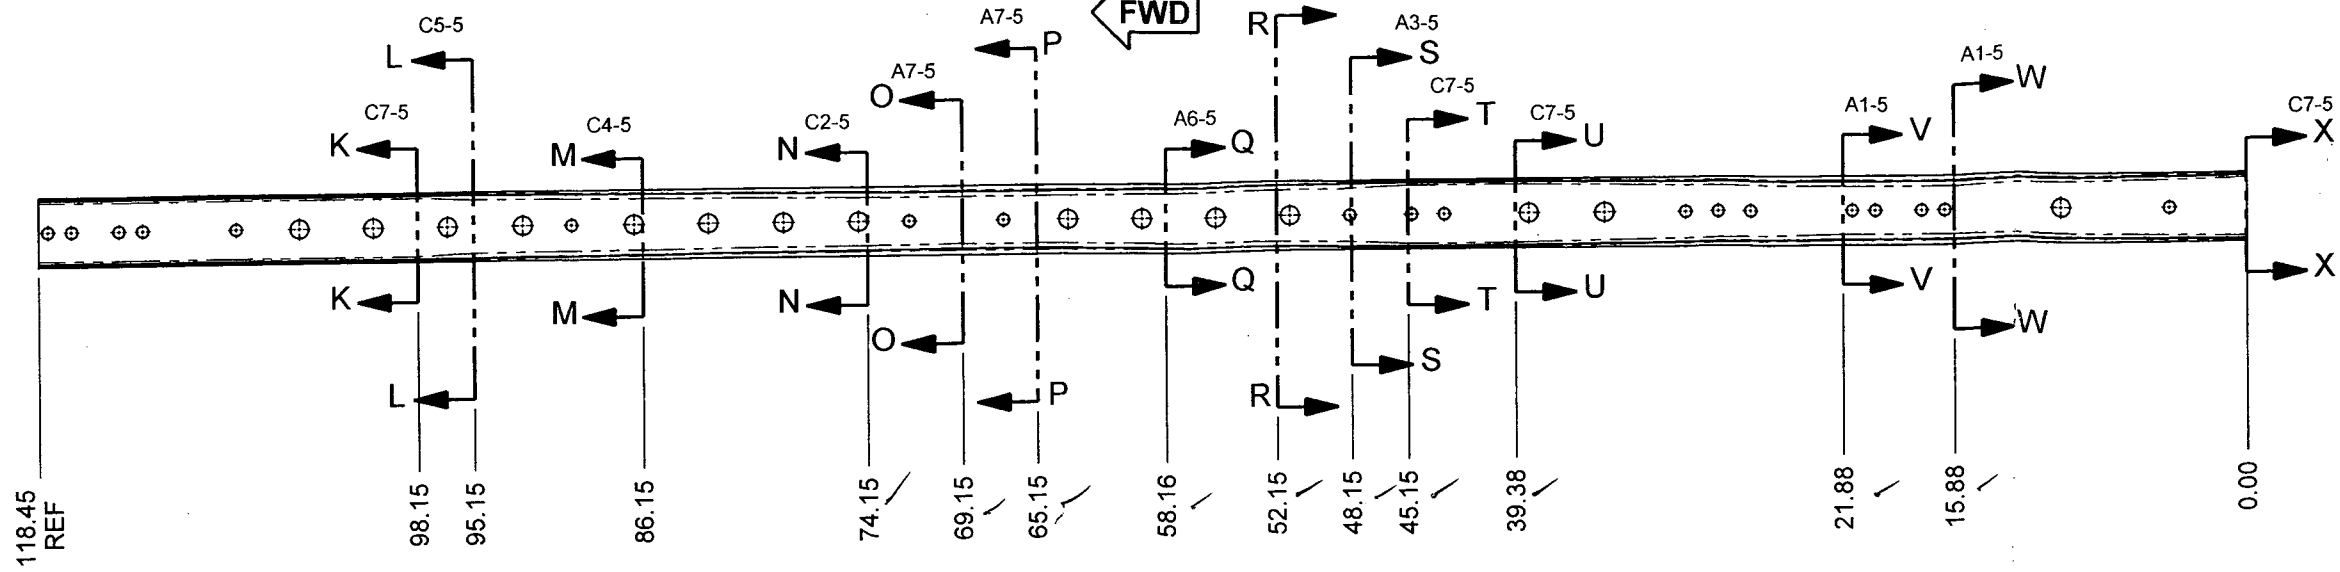 FWD
C5-5
L
A7-5
P
R
A3-5
S
A1-5
W
A7-5
O
C7-5
T
C7-5
K
C4-5
M
C2-5
N
A6-5
Q
C7-5
U
A1-5
V
C7-5
X
K
M
N
Q
T
U
V
X
O
S
W
L
P
R
118.45
REF
98.15
95.15
86.15
74.15
69.15
65.15
58.16
52.15
48.15
45.15
39.38
21.88
15.88
0.00